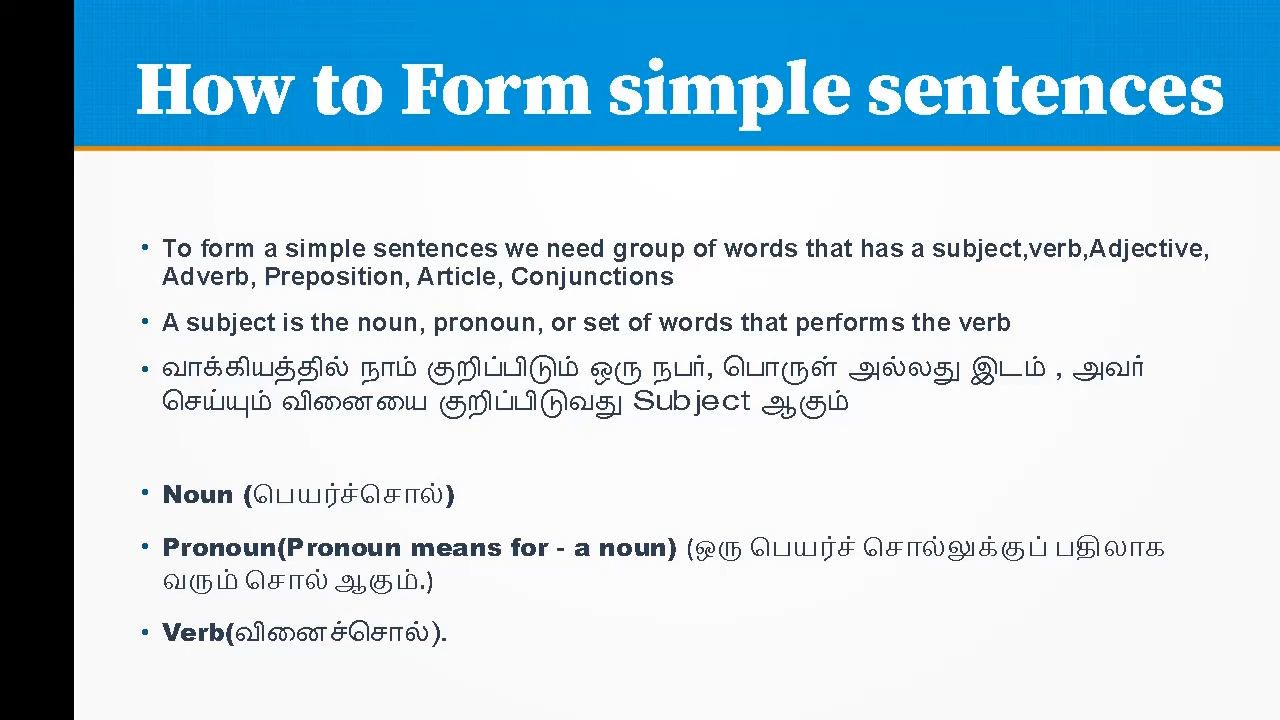 How to Form simple sentences
• To form a simple sentences we need group of words that has a subject,verb,Adjective,
Adverb, Preposition, Article, Conjunctions
• A subject is the noun, pronoun, or set of words that performs the verb
• வாக்கியத்தில் நாம் குறிப்பிடும் ஒரு நபர், பொருள் அல்லது இடம் , அவர்
செய்யும் வினையை குறிப்பிடுவது Subject ஆகும்
• Noun (பெயர்ச்சொல்)
• Pronoun(Pronoun means for - a noun) (ஒரு பெயர்ச் சொல்லுக்குப் பதிலாக
வரும் சொல் ஆகும்.)
• Verb(வினைச்சொல்).